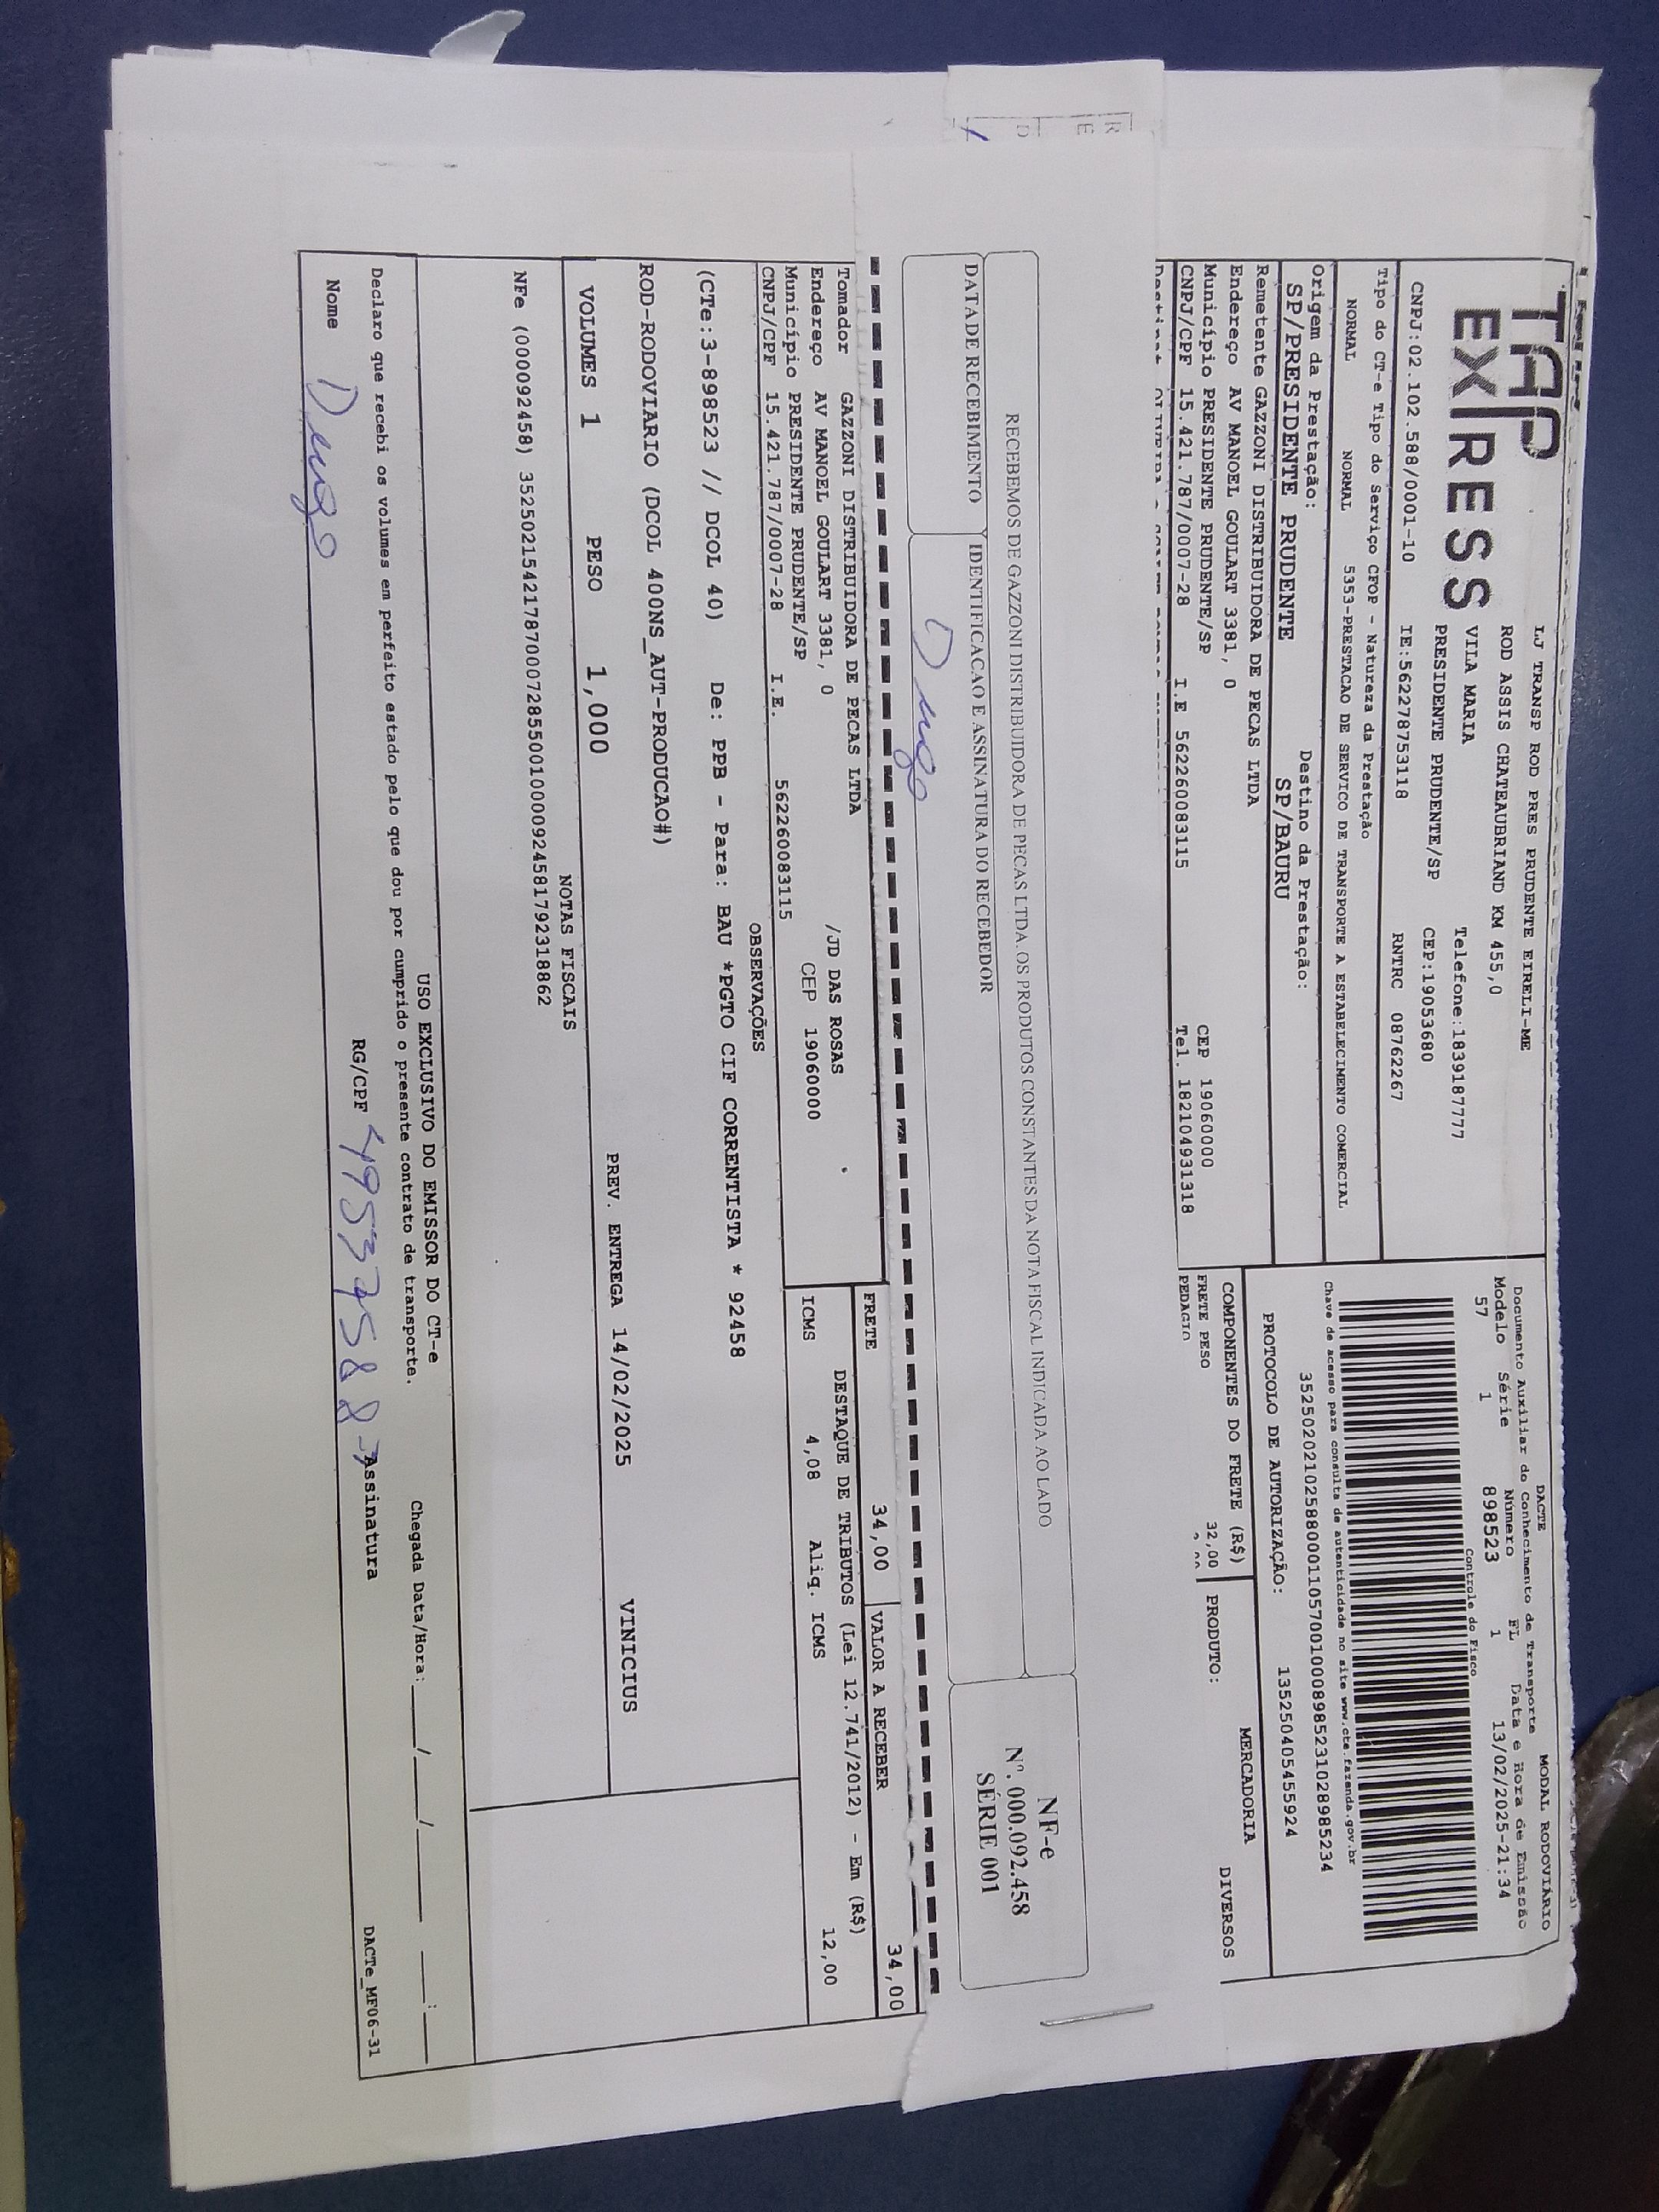 TAP
EXPRESS
LJ TRANSP ROD PRES PRUDENTE EIRELI-ME
ROD ASSIS CHATEAUBRIAND KM 455,0
VILA MARIA
Telefone:1839187777
PRESIDENTE PRUDENTE/SP CEP:19053680
CNPJ:02.102.588/0001-10 IE:562278753118 RNTRC 08762267
DACTE MODAL RODOVIÁRIO
Documento Auxiliar do Conhecimento de Transporte
Modelo Série Número FL Data e Hora de Emissão
57 1 898523 1 13/02/2025-21:34
Controle do Fisco
Chave de acesso para consulta de autenticidade no site www.cte.fazenda.gov.br
35250202102588000110570010008985231028985234
PROTOCOLO DE AUTORIZAÇÃO: 135250405455924
Tipo do CT-e Tipo do Serviço CFOP - Natureza da Prestação
NORMAL NORMAL 5353-PRESTACAO DE SERVICO DE TRANSPORTE A ESTABELECIMENTO COMERCIAL
Origem da Prestação: Destino da Prestação:
SP/PRESIDENTE PRUDENTE SP/BAURU
Remetente GAZZONI DISTRIBUIDORA DE PECAS LTDA
Endereço AV MANOEL GOULART 3381, 0
Município PRESIDENTE PRUDENTE/SP CEP 19060000
CNPJ/CPF 15.421.787/0007-28 I.E 562260083115 Tel. 182104931318
COMPONENTES DO FRETE (R$) MERCADORIA
FRETE PESO 32,00 PRODUTO: DIVERSOS
PEDAGIO
RECEBEMOS DE GAZZONI DISTRIBUIDORA DE PECAS LTDA. OS PRODUTOS CONSTANTES DA NOTA FISCAL INDICADA AO LADO
DATA DE RECEBIMENTO IDENTIFICACAO E ASSINATURA DO RECEBEDOR
NF-e
Nº. 000.092.458
SÉRIE 001
Tomador GAZZONI DISTRIBUIDORA DE PECAS LTDA
Endereço AV MANOEL GOULART 3381, 0 /JD DAS ROSAS
Município PRESIDENTE PRUDENTE/SP CEP 19060000
CNPJ/CPF 15.421.787/0007-28 I.E. 562260083115
FRETE 34,00 VALOR A RECEBER 34,00
DESTAQUE DE TRIBUTOS (Lei 12.741/2012) - Em (R$)
ICMS 4,08 Aliq. ICMS 12,00
OBSERVAÇÕES
(CTe:3-898523 // DCOL 40) De: PPB - Para: BAU *PGTO CIF CORRENTISTA * 92458
ROD-RODOVIARIO (DCOL 400NS_AUT-PRODUCAO#)
VOLUMES 1 PESO 1,000 PREV. ENTREGA 14/02/2025 VINICIUS
NOTAS FISCAIS
NFe (000092458) 35250215421787000728550010000924581792318862
USO EXCLUSIVO DO EMISSOR DO CT-e
Declaro que recebi os volumes em perfeito estado pelo que dou por cumprido o presente contrato de transporte. Chegada Data/Hora: ___/___/___ __:__
Nome RG/CPF Assinatura
DACTe_MF06-31